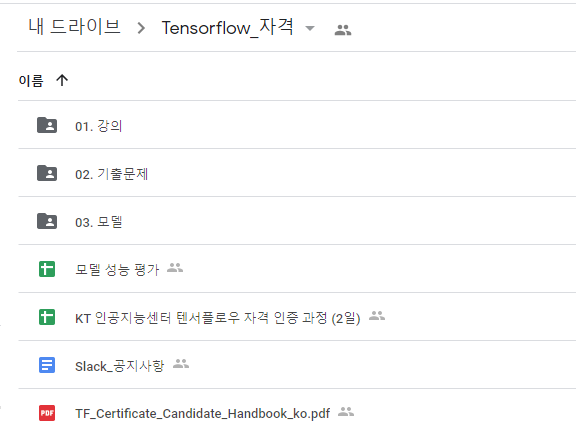 내 드라이브 > Tensorflow_자격
이름
01. 강의
02. 기출문제
03. 모델
모델 성능 평가
KT 인공지능센터 텐서플로우 자격 인증 과정 (2일)
Slack_공지사항
PDF TF_Certificate_Candidate_Handbook_ko.pdf